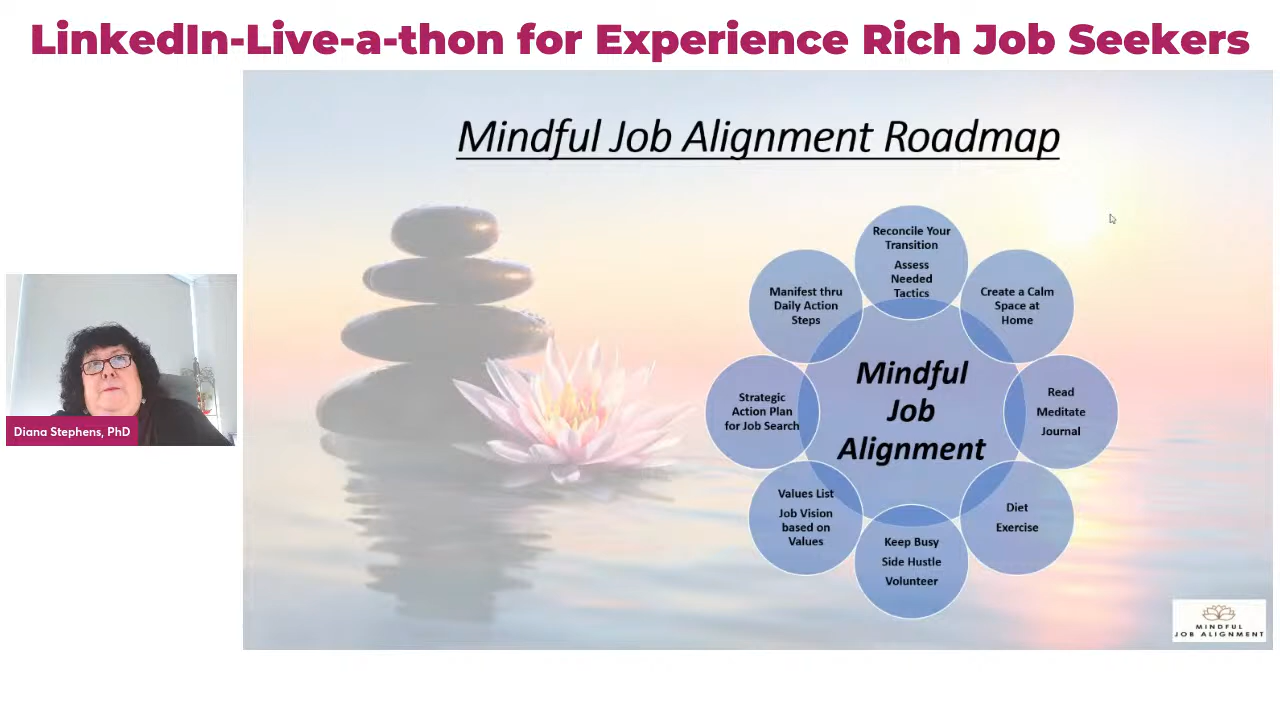 LinkedIn-Live-a-thon for Experience Rich Job Seekers
Mindful Job Alignment Roadmap
Reconcile Your
Transition
Assess
Needed
Tactics
Create a Calm
Space at
Home
Read
Meditate
Journal
Diet
Exercise
Keep Busy
Side Hustle
Volunteer
Values List
Job Vision
based on
Values
Strategic
Action Plan
for Job Search
Manifest thru
Daily Action
Steps
Mindful
Job
Alignment
Diana Stephens, PhD
MINDFUL
JOB ALIGNMENT